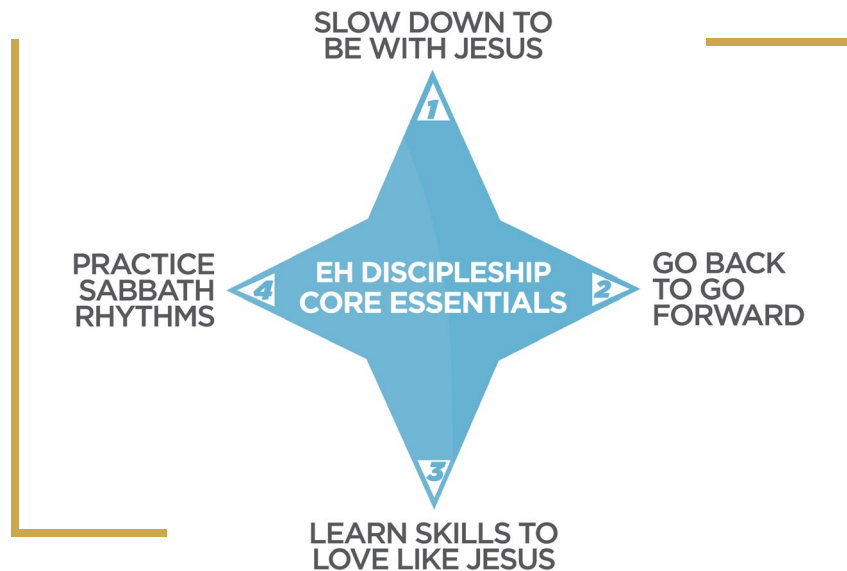 SLOW DOWN TO
BE WITH JESUS
1
EH DISCIPLESHIP
CORE ESSENTIALS
2
GO BACK
TO GO
FORWARD
3
LEARN SKILLS TO
LOVE LIKE JESUS
4
PRACTICE
SABBATH
RHYTHMS